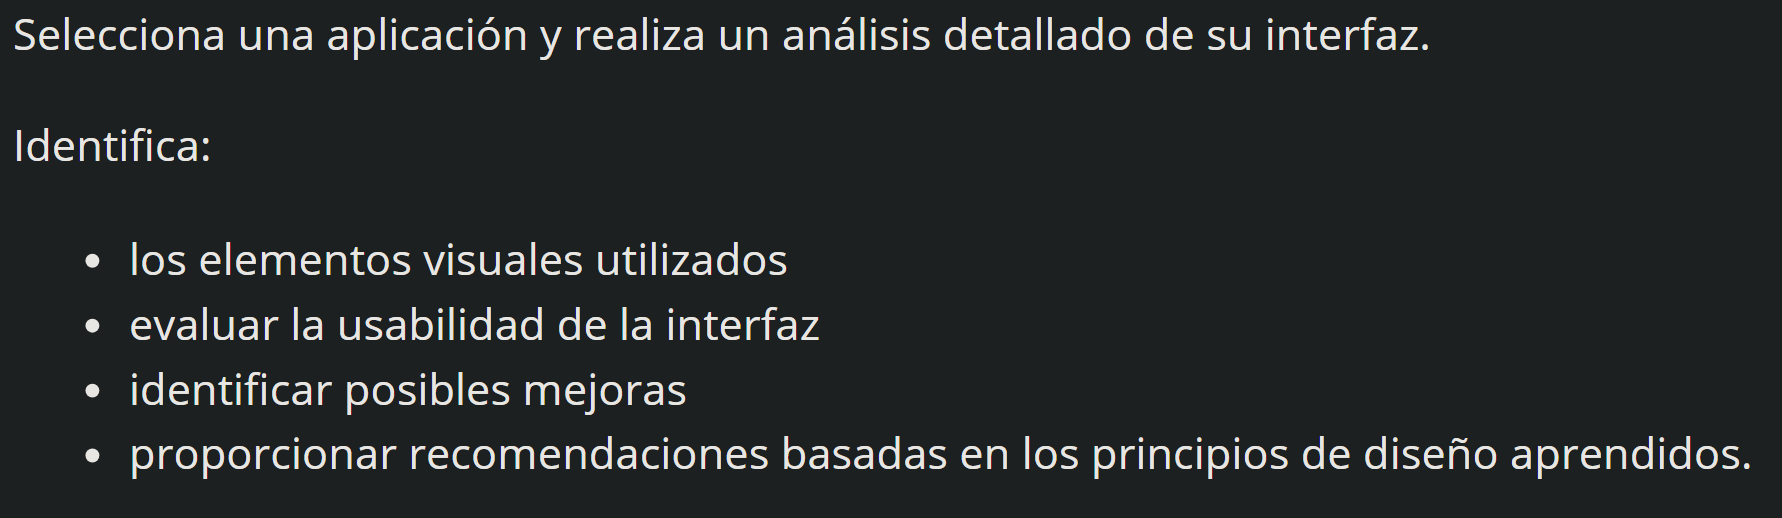 Selecciona una aplicación y realiza un análisis detallado de su interfaz.
Identifica:
• los elementos visuales utilizados
• evaluar la usabilidad de la interfaz
• identificar posibles mejoras
• proporcionar recomendaciones basadas en los principios de diseño aprendidos.